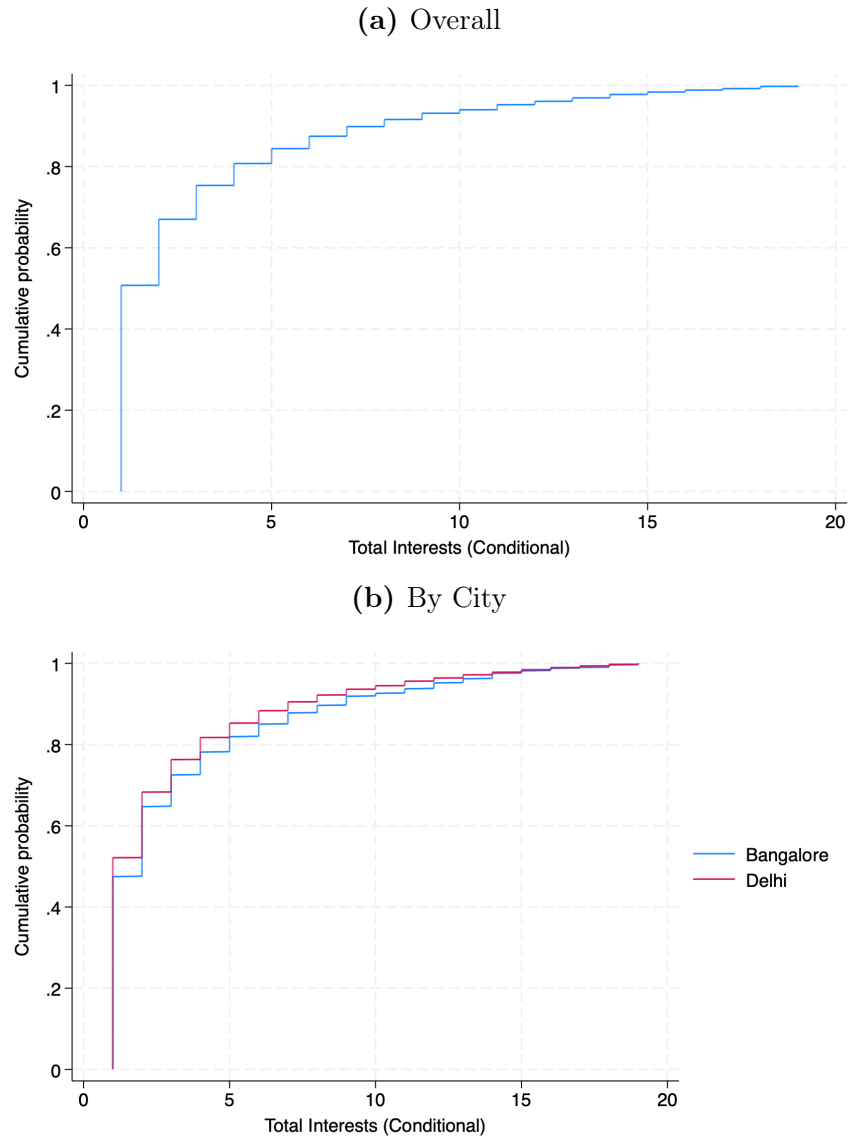 (a) Overall
1
.8
.6
.4
.2
0
Cumulative probability
0 5 10 15 20
Total Interests (Conditional)
(b) By City
1
.8
.6
.4
.2
0
Cumulative probability
0 5 10 15 20
Total Interests (Conditional)
Bangalore
Delhi